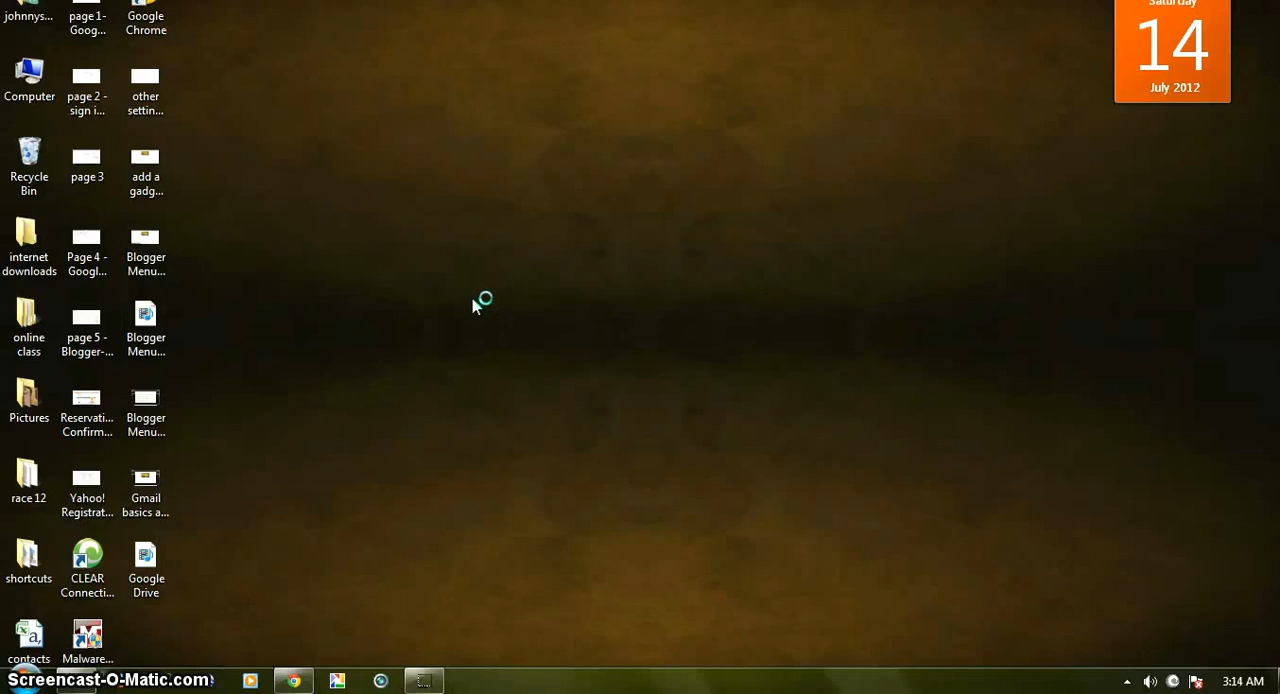 johnnys...
page 1-
Goog...
Google
Chrome
Saturday
14
July 2012
Computer
page 2 -
sign i...
other
settin...
Recycle
Bin
page 3
add a
gadg...
internet
downloads
Page 4 -
Googl...
Blogger
Menu...
online
class
page 5 -
Blogger-...
Blogger
Menu...
Pictures
Reservati...
Confirm...
Blogger
Menu...
race 12
Yahoo!
Registrat...
Gmail
basics a...
shortcuts
CLEAR
Connecti...
Google
Drive
contacts
Malware...
Screencast-O-Matic.com
3:14 AM